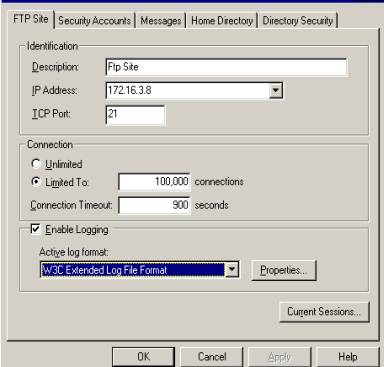 FTP Site Security Accounts Messages Home Directory Directory Security
Identification
Description: Ftp Site
IP Address: 172.16.3.8
TCP Port: 21
Connection
Unlimited
Limited To: 100,000 connections
Connection Timeout: 900 seconds
Enable Logging
Active log format:
W3C Extended Log File Format Properties...
Current Sessions...
OK Cancel Apply Help